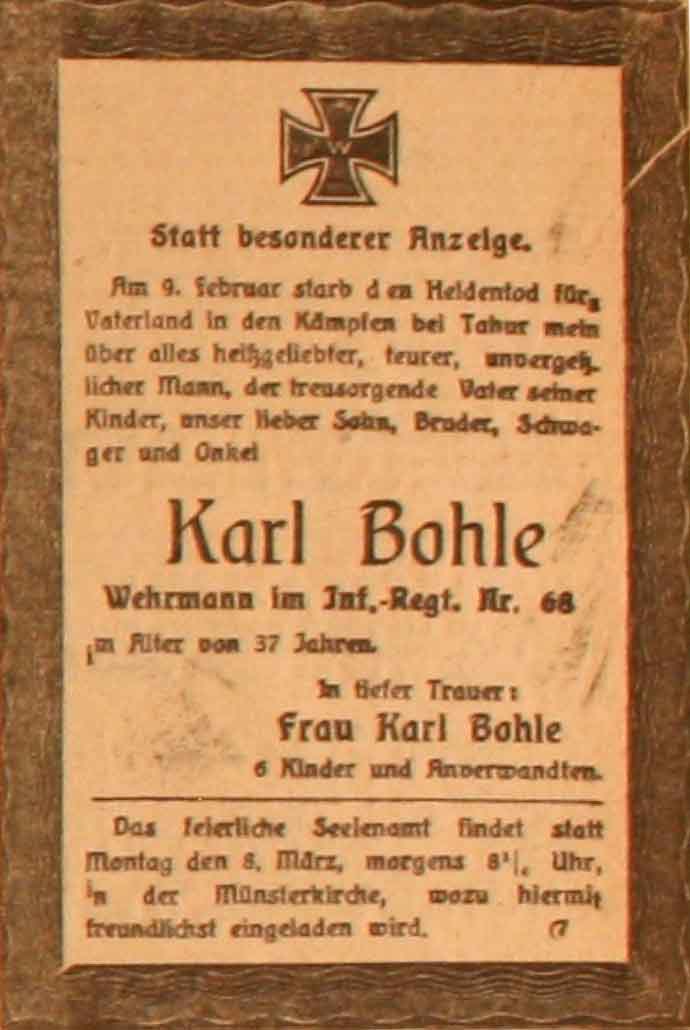 W
Statt besonderer Anzeige.
Am 9. Februar starb den Heldentod fürs
Vaterland in den Kämpfen bei Tahur mein
über alles heißgeliebter, teurer, unvergeß-
licher Mann, der treusorgende Vater seiner
Kinder, unser lieber Sohn, Bruder, Schwa-
ger und Onkel
Karl Bohle
Wehrmann im Inf.-Regt. Nr. 68
im Alter von 37 Jahren.
In tiefer Trauer:
Frau Karl Bohle
6 Kinder und Anverwandten.
Das feierliche Seelenamt findet statt
Montag den 8. März, morgens Uhr,
in der Münsterkirche, wozu hiermit
freundlichst eingeladen wird. (7